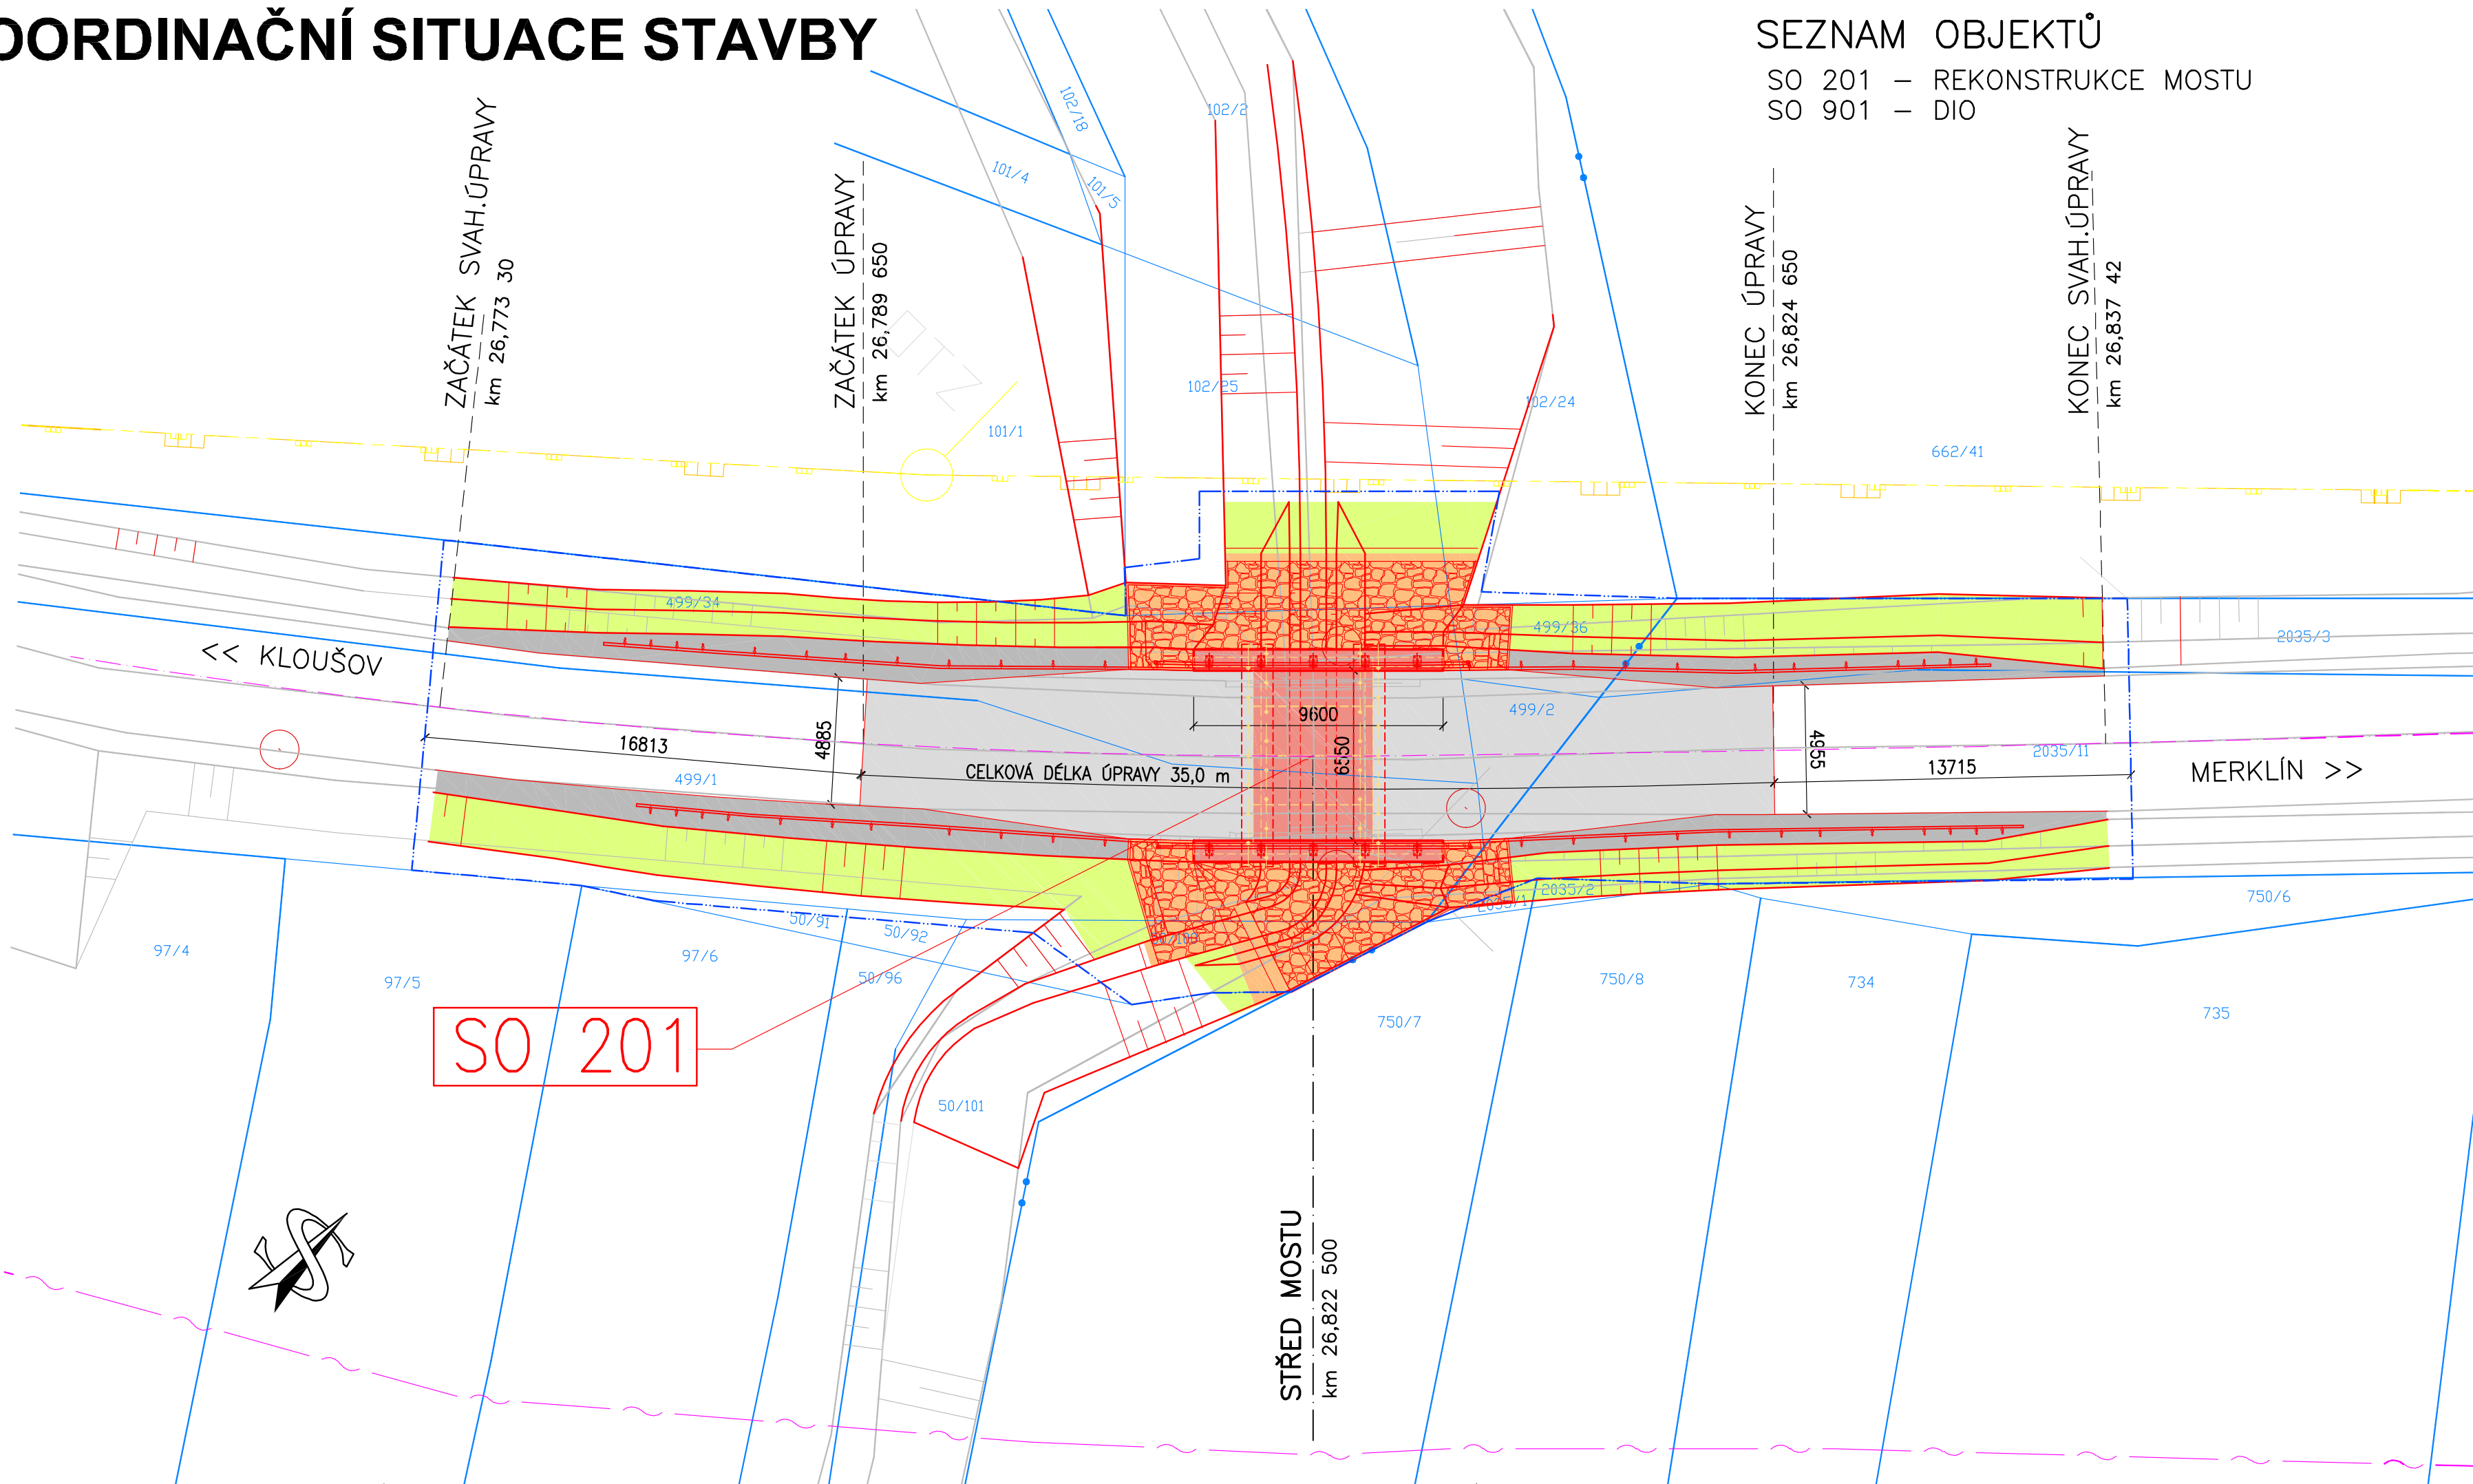 OORDINAČNÍ SITUACE STAVBY
SEZNAM OBJEKTŮ
SO 201 – REKONSTRUKCE MOSTU
SO 901 – DIO
ZAČÁTEK SVAH.ÚPRAVY
km 26,773 30
ZAČÁTEK ÚPRAVY
km 26,789 650
KONEC ÚPRAVY
km 26,824 650
KONEC SVAH.ÚPRAVY
km 26,837 42
102/18
102/2
101/4
101/5
102/25
102/24
101/1
662/41
499/34
499/36
2035/3
<< KLOUŠOV
499/2
9600
16813
4885
6550
4955
2035/11
13715
MERKLÍN >>
499/1
CELKOVÁ DÉLKA ÚPRAVY 35,0 m
2035/2
2035/1
750/6
50/91
50/92
50/100
97/4
97/5
97/6
50/96
750/8
734
735
750/7
SO 201
50/101
STŘED MOSTU
km 26,822 500
S